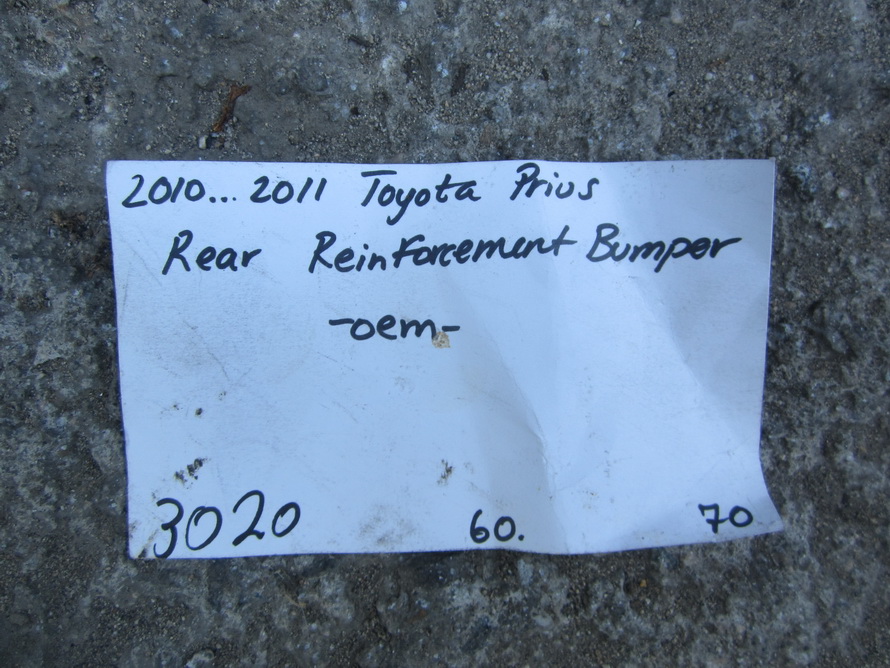 2010... 2011 Toyota Prius
Rear Reinforcement Bumper
-oem-
3020 60. 70